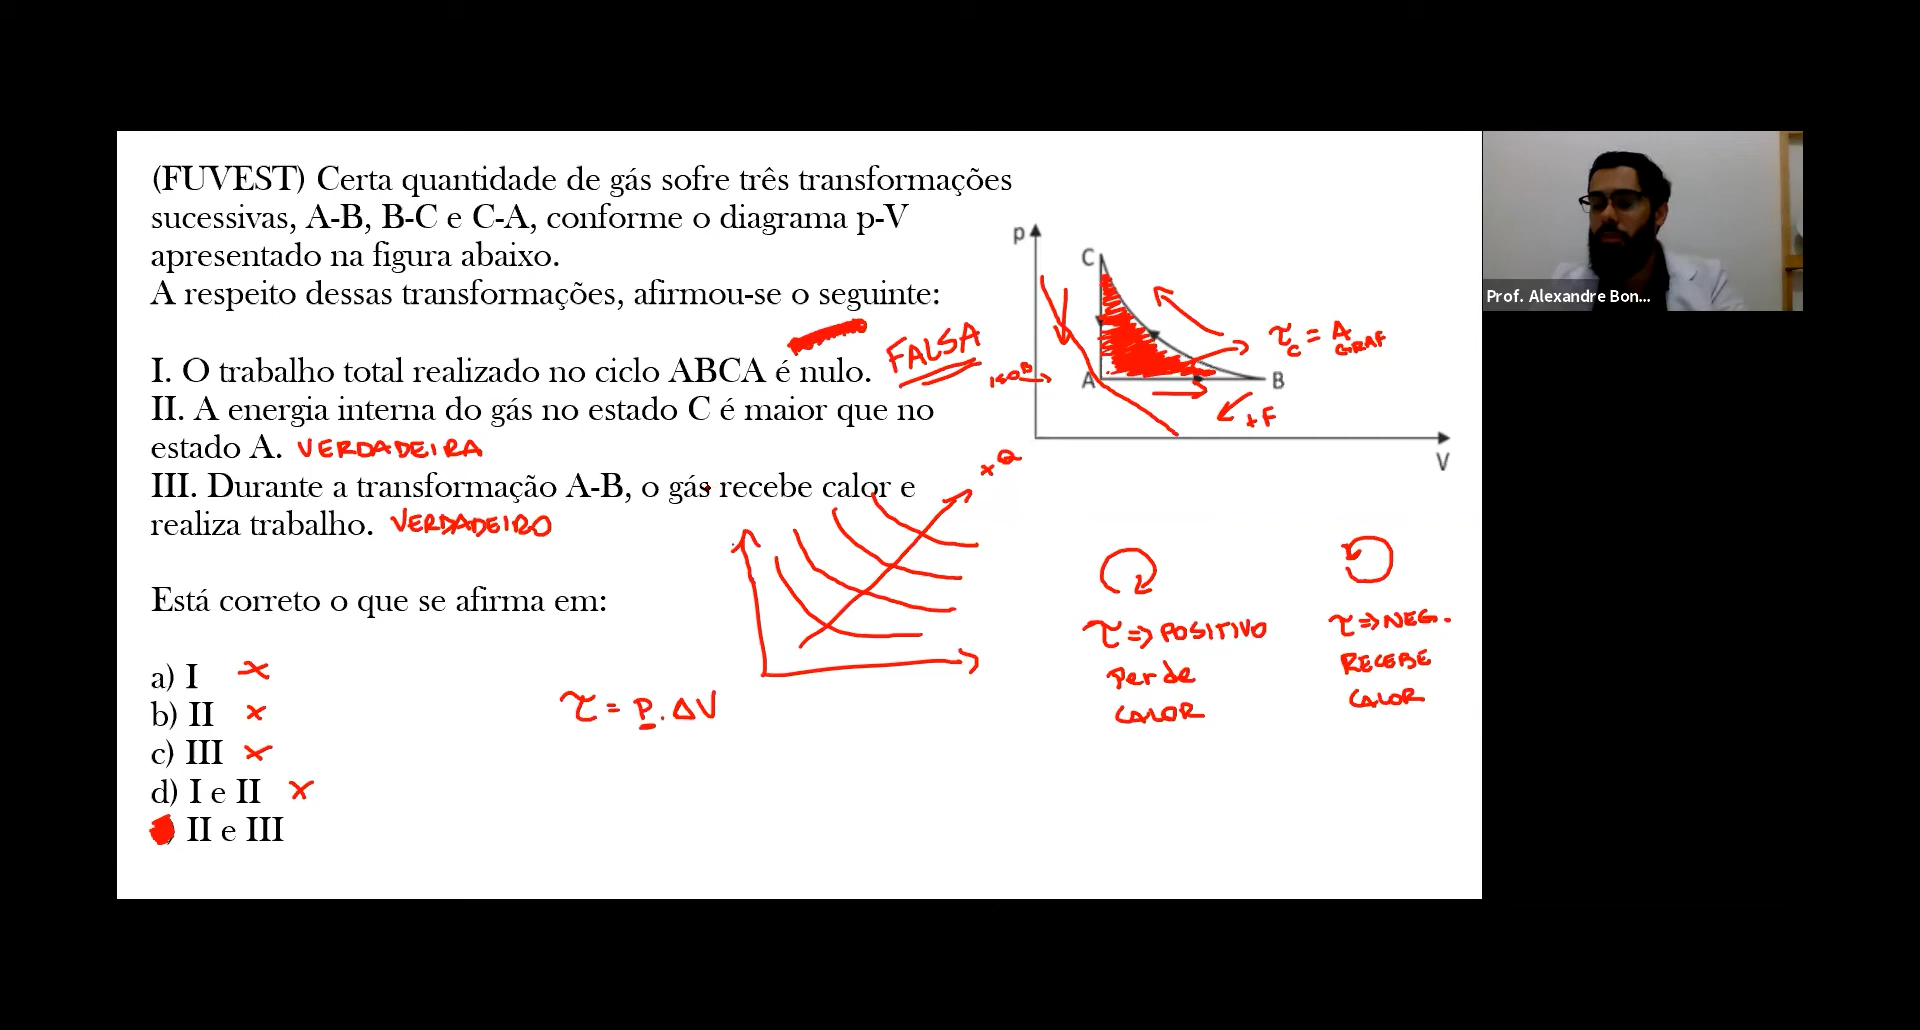 (FUVEST) Certa quantidade de gás sofre três transformações
sucessivas, A-B, B-C e C-A, conforme o diagrama p-V
apresentado na figura abaixo.
A respeito dessas transformações, afirmou-se o seguinte:
I. O trabalho total realizado no ciclo ABCA é nulo. FALSA
II. A energia interna do gás no estado C é maior que no
estado A. VERDADEIRA
III. Durante a transformação A-B, o gás recebe calor e
realiza trabalho. VERDADEIRO
Está correto o que se afirma em:
a) I
b) II
c) III
d) I e II
II e III
p
C
A
B
V
τc = A GRAF
ISOB
+F
+Q
τ = P.ΔV
τ => POSITIVO
Perde
CALOR
τ => NEG.
RECEBE
CALOR
Prof. Alexandre Bon...